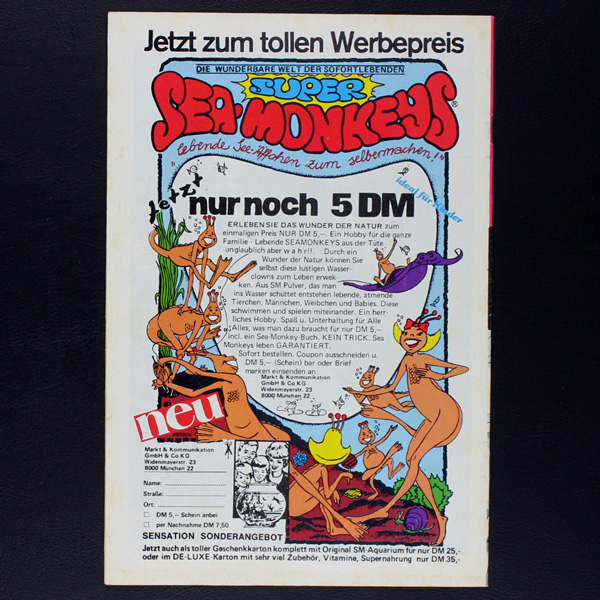 Jetzt zum tollen Werbepreis
DIE WUNDERBARE WELT DER SOFORTLEBENDEN
SUPER
SEA-MONKEYS®
"lebende See-Äffchen zum selbermachen!"
ideal für Kinder
Jetzt
nur noch 5 DM
ERLEBEN SIE DAS WUNDER DER NATUR zum
einmaligen Preis NUR DM 5,–. Ein Hobby für die ganze
Familie - Lebende SEAMONKEYS aus der Tüte
unglaublich aber w a h r!!. Durch ein
Wunder der Natur können Sie
selbst diese lustigen Wasser-
clowns zum Leben erwek-
ken. Aus SM Pulver, das man
ins Wasser schüttet entstehen lebende, atmende
Tierchen. Männchen, Weibchen und Babies. Diese
schwimmen und spielen miteinander. Ein herr-
liches Hobby. Spaß u. Unterhaltung für Alle
Alles, was man dazu braucht für nur DM 5,–
incl. ein Sea-Monkey-Buch. KEIN TRICK. Sea
Monkeys leben GARANTIERT.
Sofort bestellen. Coupon ausschneiden u.
DM 5,– (Schein) bar oder Brief
marken einsenden an:
Markt & Kommunikation
GmbH & Co KG
Widenmayerstr. 23
8000 München 22
neu
Markt & Kommunikation
GmbH & Co KG
Widenmayerstr. 23
8000 München 22
Name:
Straße:
Ort:
DM 5,– Schein anbei
per Nachnahme DM 7,50
SENSATION SONDERANGEBOT
Jetzt auch als toller Geschenkkarton komplett mit Original SM-Aquarium für nur DM 25,-
oder im DE-LUXE-Karton mit sehr viel Zubehör, Vitamine, Supernahrung nur DM 35,-